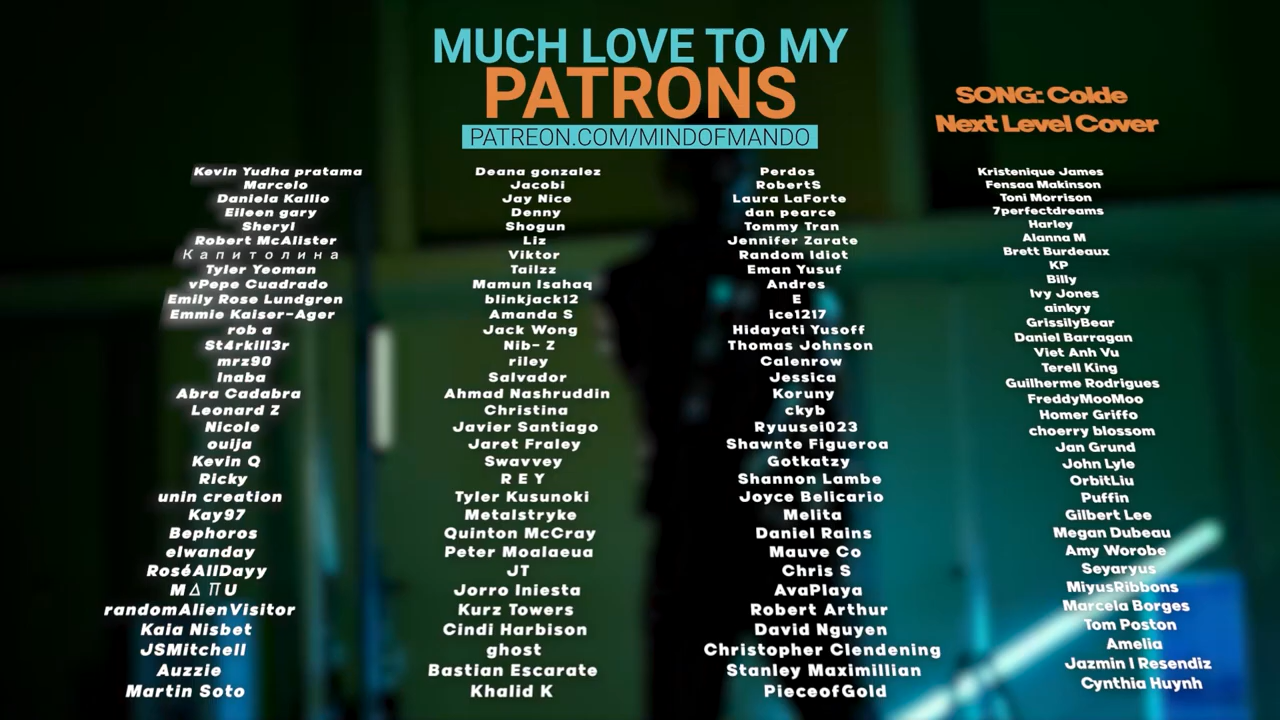 MUCH LOVE TO MY
PATRONS
PATREON.COM/MINDOFMANDO
SONG: Colde
Next Level Cover
Kevin Yudha pratama
Marcelo
Daniela Kallio
Eileen gary
Sheryl
Robert McAlister
Капитолина
Tyler Yeoman
vPepe Cuadrado
Emily Rose Lundgren
Emmie Kaiser-Ager
rob a
St4rkill3r
mrz90
Inaba
Abra Cadabra
Leonard Z
Nicole
ouija
Kevin Q
Ricky
unin creation
Kay97
Bephoros
elwanday
RoséAllDayy
M∆ΠU
randomAlienVisitor
Kaia Nisbet
JSMitchell
Auzzie
Martin Soto
Deana gonzalez
Jacobi
Jay Nice
Denny
Shogun
Liz
Viktor
Tailzz
Mamun Isahaq
blinkjack12
Amanda S
Jack Wong
Nib- Z
riley
Salvador
Ahmad Nashruddin
Christina
Javier Santiago
Jaret Fraley
Swavvey
R E Y
Tyler Kusunoki
Metalstryke
Quinton McCray
Peter Moalaeua
JT
Jorro Iniesta
Kurz Towers
Cindi Harbison
ghost
Bastian Escarate
Khalid K
Perdos
RobertS
Laura LaForte
dan pearce
Tommy Tran
Jennifer Zarate
Random Idiot
Eman Yusuf
Andres
E
ice1217
Hidayati Yusoff
Thomas Johnson
Calenrow
Jessica
Koruny
ckyb
Ryuusei023
Shawnte Figueroa
Gotkatzy
Shannon Lambe
Joyce Belicario
Melita
Daniel Rains
Mauve Co
Chris S
AvaPlaya
Robert Arthur
David Nguyen
Christopher Clendening
Stanley Maximillian
PieceofGold
Kristenique James
Fensaa Makinson
Toni Morrison
7perfectdreams
Harley
Alanna M
Brett Burdeaux
KP
Billy
Ivy Jones
ainkyy
GrissilyBear
Daniel Barragan
Viet Anh Vu
Terell King
Guilherme Rodrigues
FreddyMooMoo
Homer Griffo
choerry blossom
Jan Grund
John Lyle
OrbitLiu
Puffin
Gilbert Lee
Megan Dubeau
Amy Worobe
Seyaryus
MiyusRibbons
Marcela Borges
Tom Poston
Amelia
Jazmin I Resendiz
Cynthia Huynh